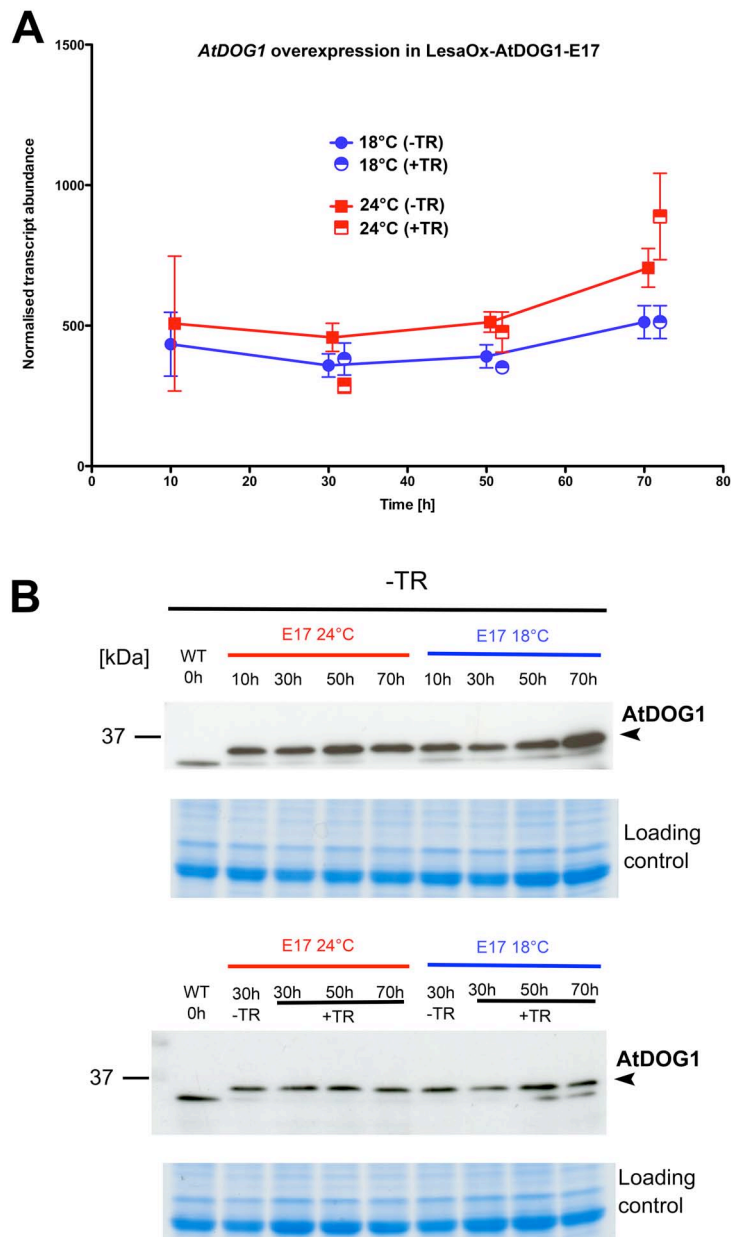 A
AtDOG1 overexpression in LesaOx-AtDOG1-E17
Normalised transcript abundance
1500
1000
500
0
18°C (-TR)
18°C (+TR)
24°C (-TR)
24°C (+TR)
0 10 20 30 40 50 60 70 80
Time [h]
B
-TR
E17 24°C E17 18°C
[kDa] WT
0h 10h 30h 50h 70h 10h 30h 50h 70h
AtDOG1
37
Loading
control
E17 24°C E17 18°C
WT 30h 30h 50h 70h 30h 30h 50h 70h
0h -TR +TR -TR +TR
AtDOG1
37
Loading
control